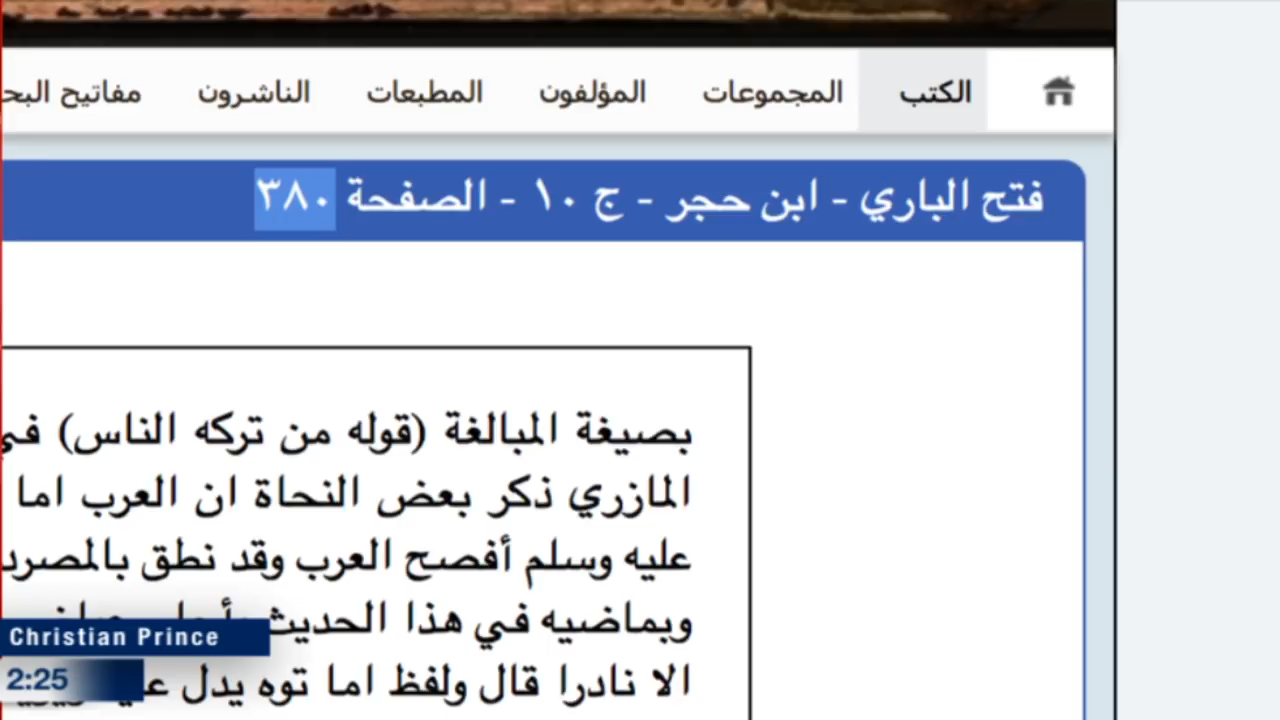 الكتب المجموعات المؤلفون المطبعات الناشرون مفاتيح
فتح الباري - ابن حجر - ج ١٠ - الصفحة ٣٨٠
بصيغة المبالغة (قوله من تركه الناس) في
المازري ذكر بعض النحاة ان العرب اما
عليه وسلم أفصح العرب وقد نطق بالمصدر
وبماضيه في هذا الحديث
الا نادرا قال ولفظ اما توه يدل
Christian Prince
2:25